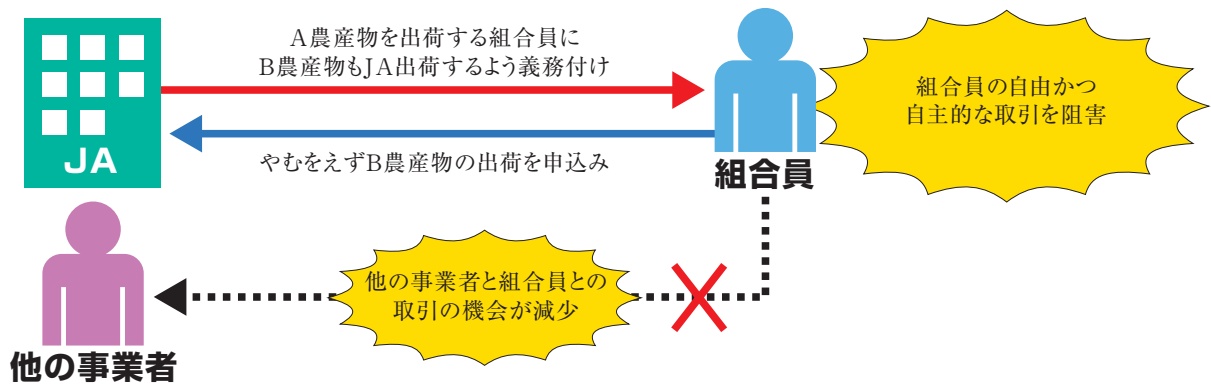 A農産物を出荷する組合員に
B農産物もJA出荷するよう義務付け
組合員の自由かつ
自主的な取引を阻害
JA
やむをえずB農産物の出荷を申込み
組合員
他の事業者と組合員との
取引の機会が減少
他の事業者